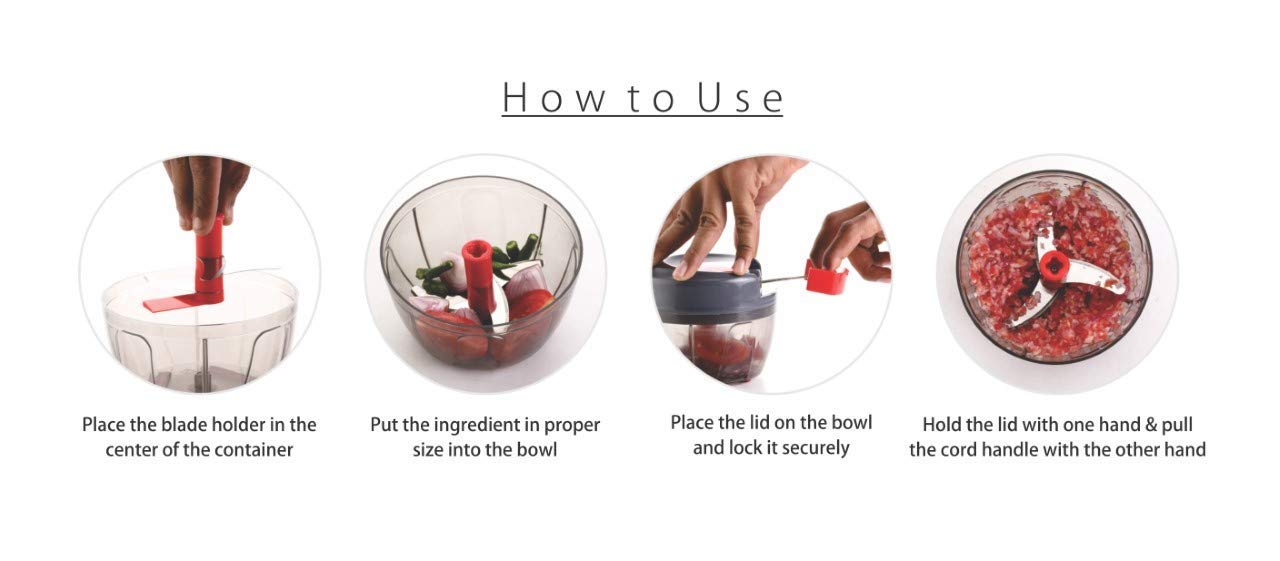 How to Use
Place the blade holder in the
center of the container
Put the ingredient in proper
size into the bowl
Place the lid on the bowl
and lock it securely
Hold the lid with one hand & pull
the cord handle with the other hand